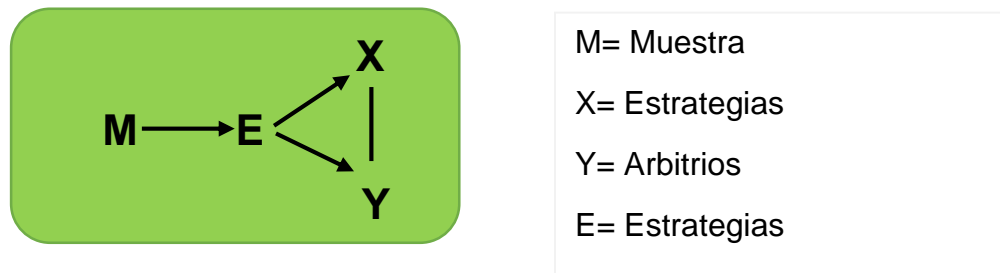 X
M E
Y
M= Muestra
X= Estrategias
Y= Arbitrios
E= Estrategias